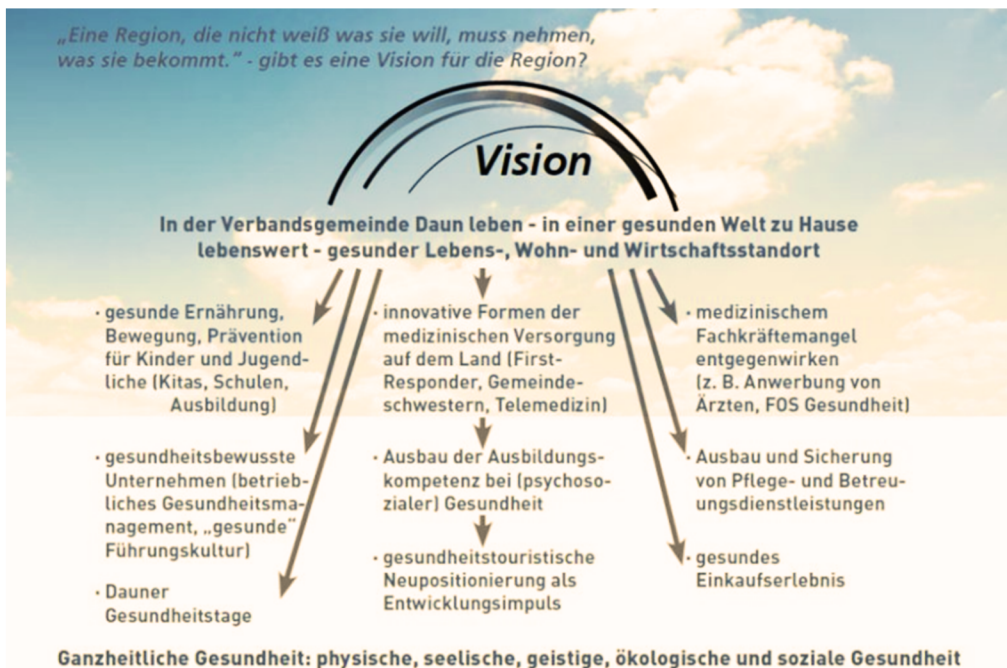 „Eine Region, die nicht weiß was sie will, muss nehmen,
was sie bekommt.“ - gibt es eine Vision für die Region?
Vision
In der Verbandsgemeinde Daun leben - in einer gesunden Welt zu Hause
lebenswert - gesunder Lebens-, Wohn- und Wirtschaftsstandort
· gesunde Ernährung,
Bewegung, Prävention
für Kinder und Jugend-
liche (Kitas, Schulen,
Ausbildung)
· gesundheitsbewusste
Unternehmen (betrieb-
liches Gesundheitsma-
nagement, „gesunde“
Führungskultur)
· Dauner
Gesundheitstage
· innovative Formen der
medizinischen Versorgung
auf dem Land (First-
Responder, Gemeinde-
schwestern, Telemedizin)
· Ausbau der Ausbildungs-
kompetenz bei (psychoso-
zialer) Gesundheit
· gesundheitstouristische
Neupositionierung als
Entwicklungsimpuls
· medizinischem
Fachkräftemangel
entgegenwirken
(z. B. Anwerbung von
Ärzten, FOS Gesundheit)
· Ausbau und Sicherung
von Pflege- und Betreu-
ungsdienstleistungen
· gesundes
Einkaufserlebnis
Ganzheitliche Gesundheit: physische, seelische, geistige, ökologische und soziale Gesundheit